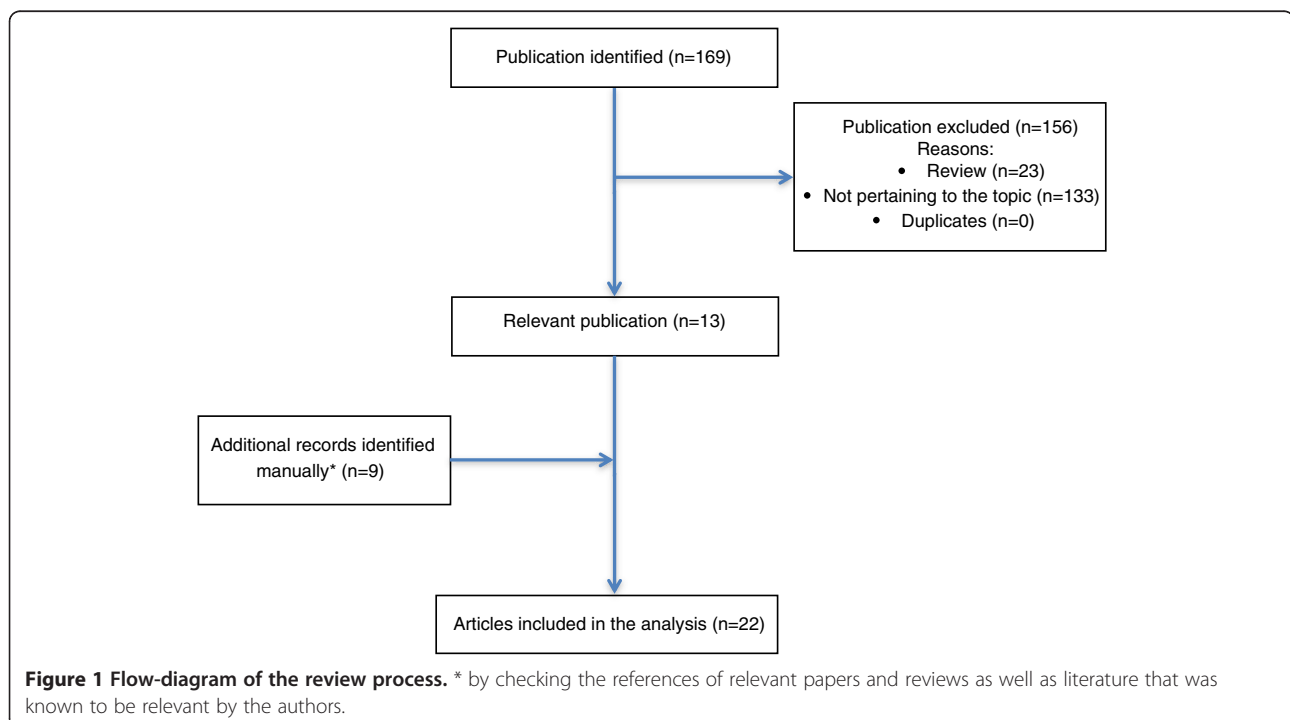 Publication identified (n=169)
Publication excluded (n=156)
Reasons:
• Review (n=23)
• Not pertaining to the topic (n=133)
• Duplicates (n=0)
Relevant publication (n=13)
Additional records identified
manually* (n=9)
Articles included in the analysis (n=22)
Figure 1 Flow-diagram of the review process. * by checking the references of relevant papers and reviews as well as literature that was
known to be relevant by the authors.